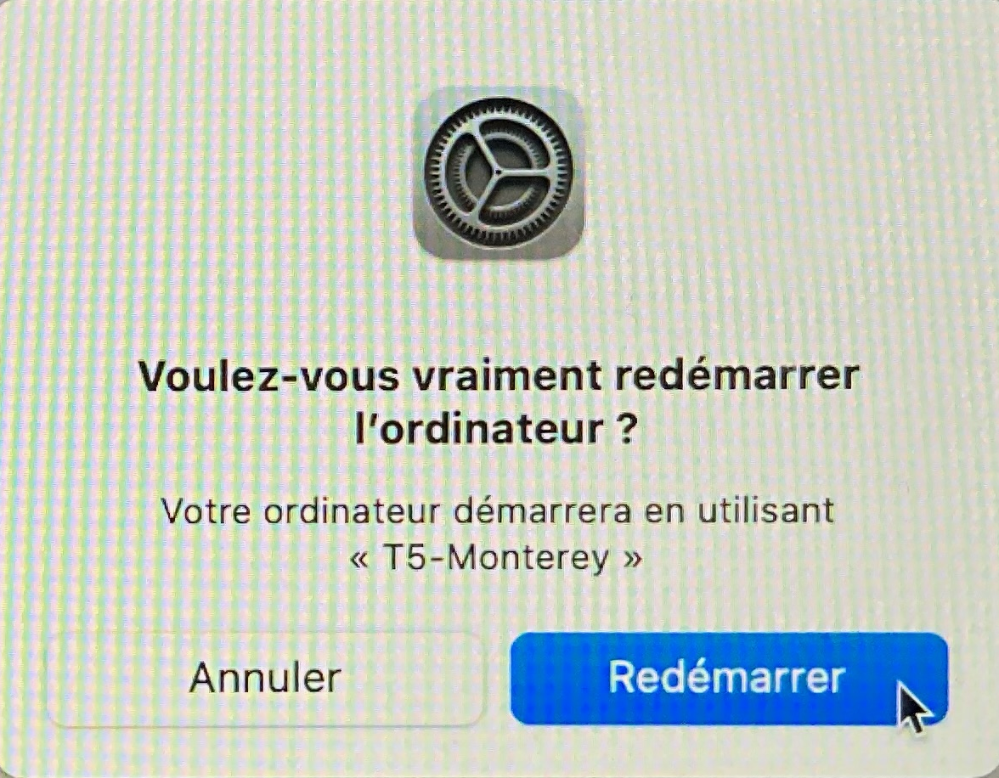 Voulez-vous vraiment redémarrer
l’ordinateur ?
Votre ordinateur démarrera en utilisant
« T5-Monterey »
Annuler
Redémarrer